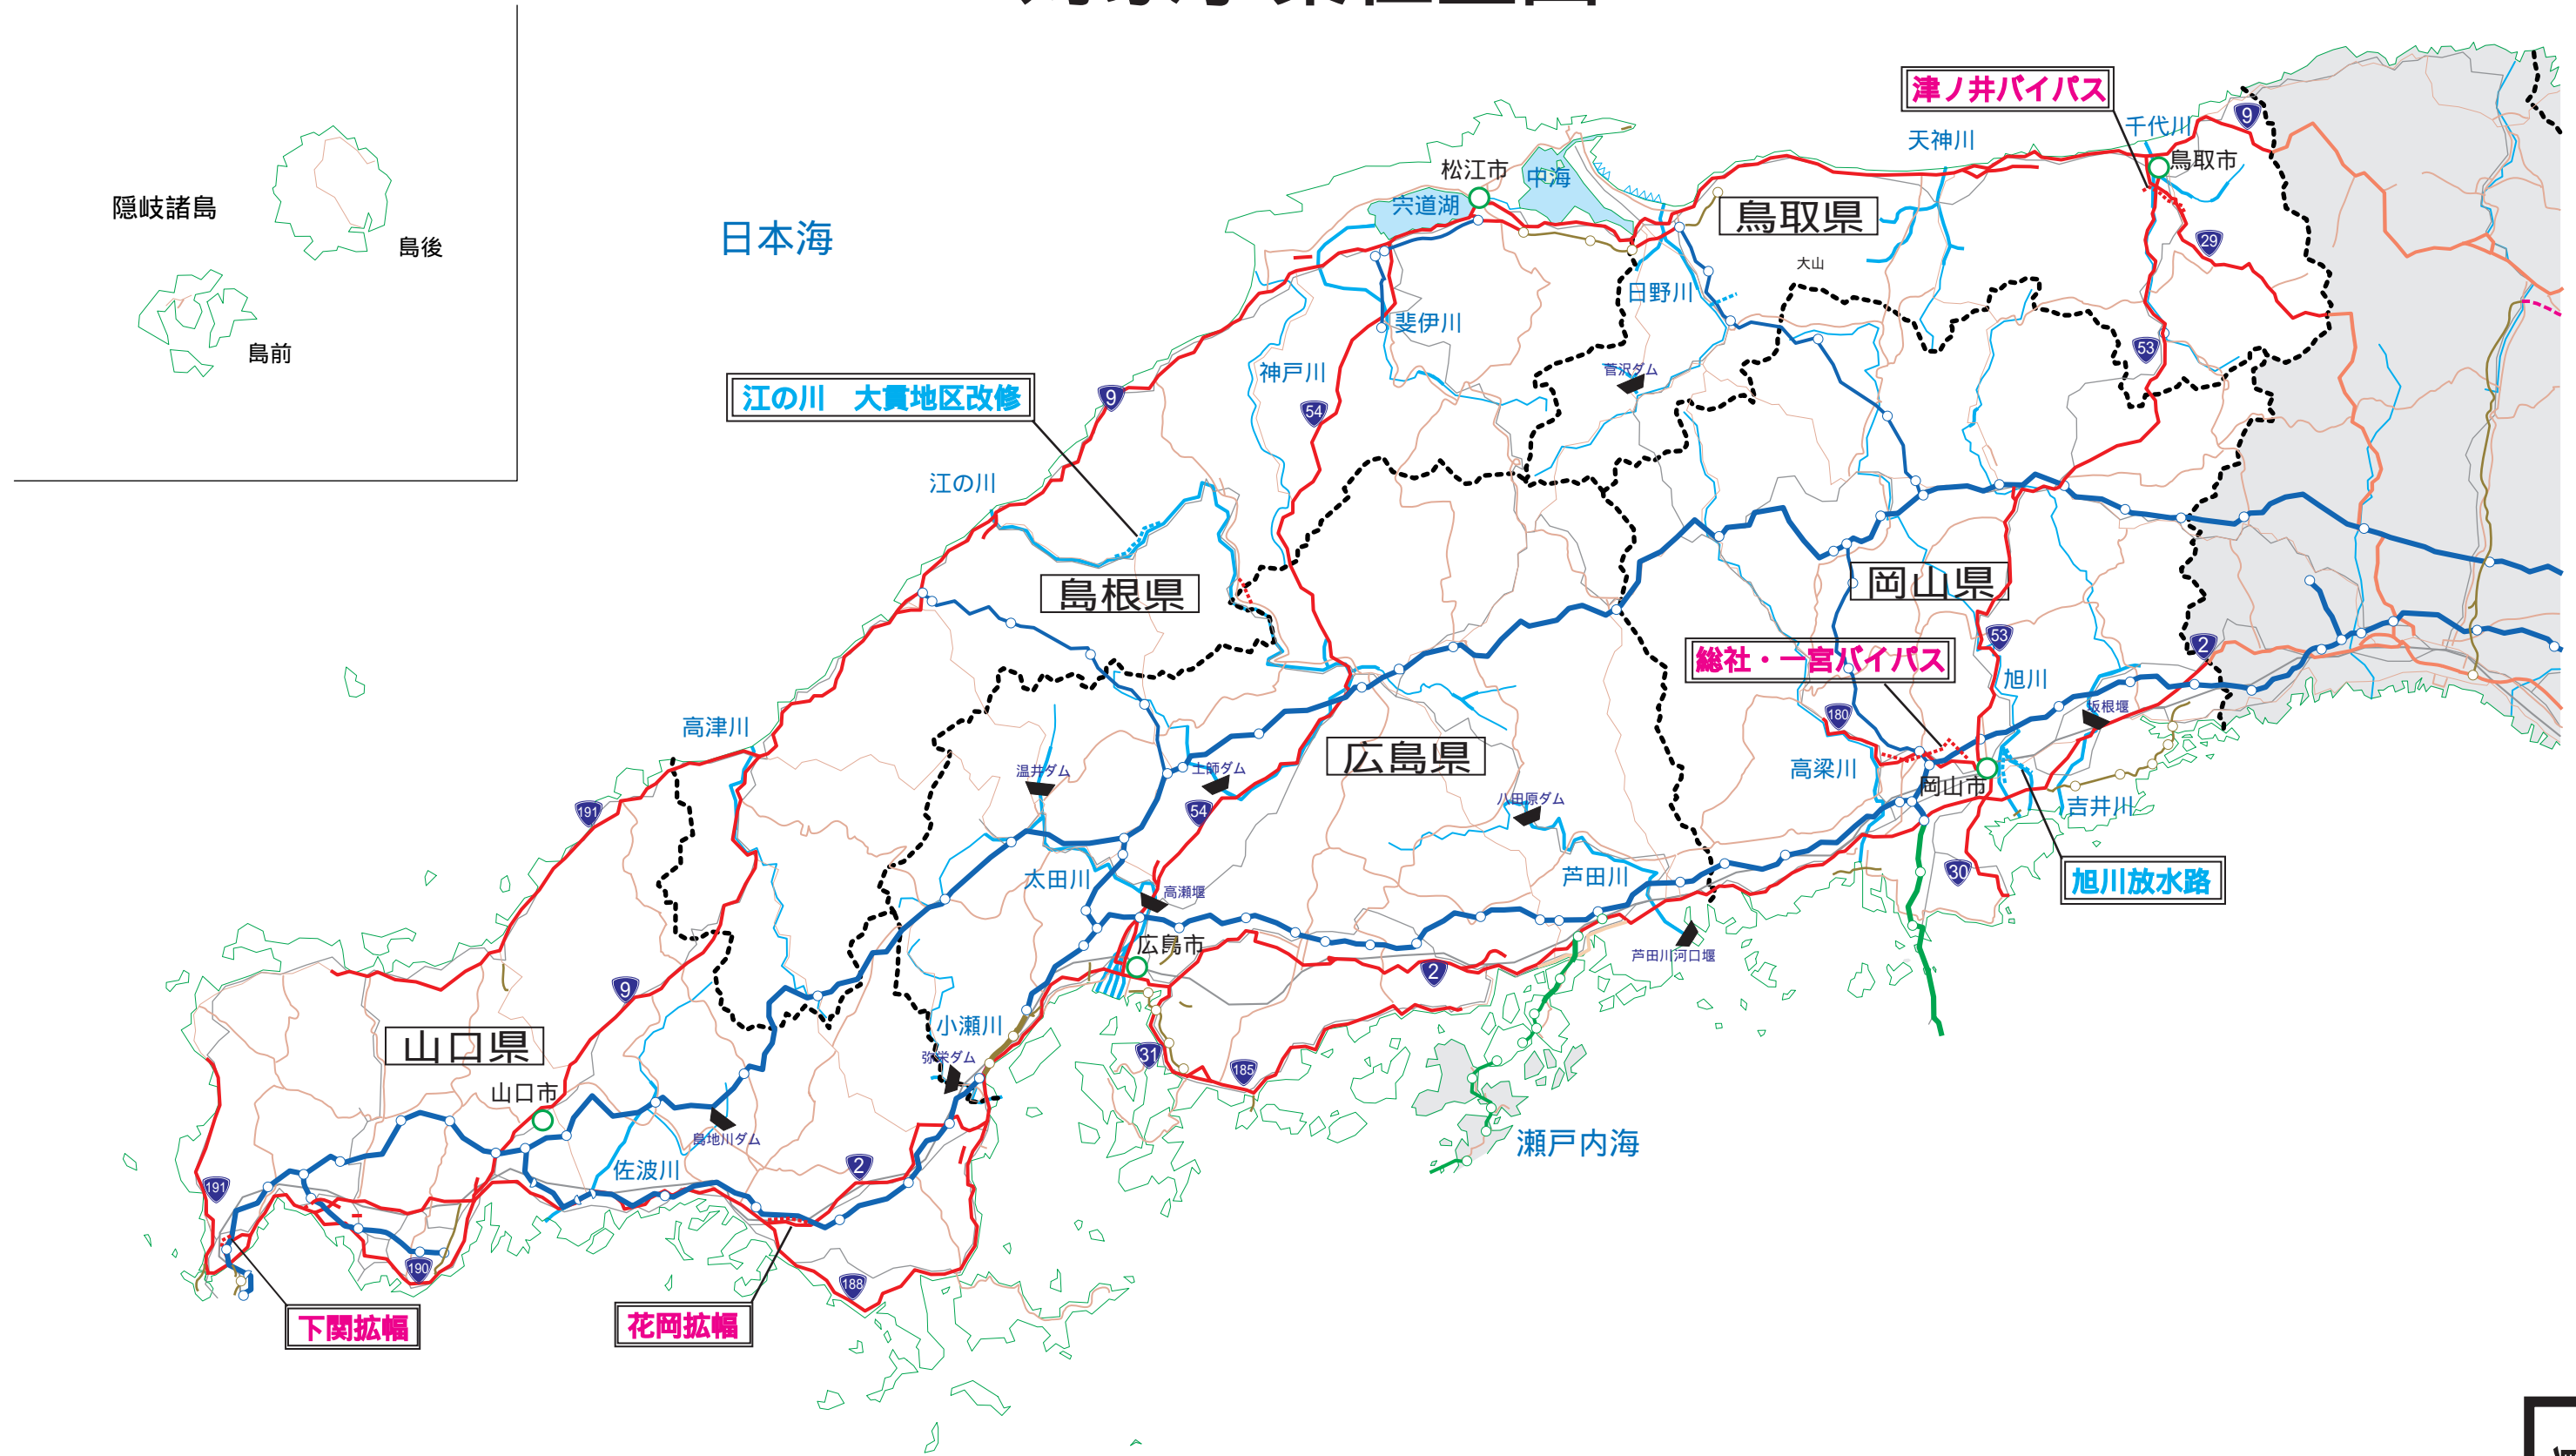 津ノ井バイパス
9
千代川
天神川
鳥取市
松江市
中海
宍道湖
鳥取県
隠岐諸島
日本海
島後
29
大山
日野川
斐伊川
島前
53
神戸川
菅沢ダム
江の川　大貫地区改修
9
54
江の川
島根県
岡山県
53
2
総社・一宮バイパス
旭川
坂根堰
180
高津川
広島県
高梁川
温井ダム
土師ダム
岡山市
八田原ダム
吉井川
191
54
太田川
芦田川
30
旭川放水路
高瀬堰
広島市
芦田川河口堰
2
9
小瀬川
山口県
弥栄ダム
31
185
山口市
島地川ダム
瀬戸内海
佐波川
2
191
190
188
下関拡幅
花岡拡幅